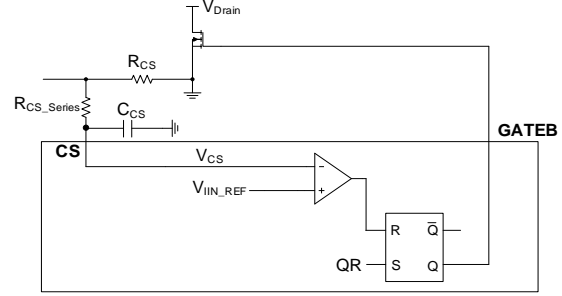 VDrain
RCS
RCS_Series
CCS
CS
GATEB
VCS
VIIN_REF
R
Q̅
QR
S
Q
-
+